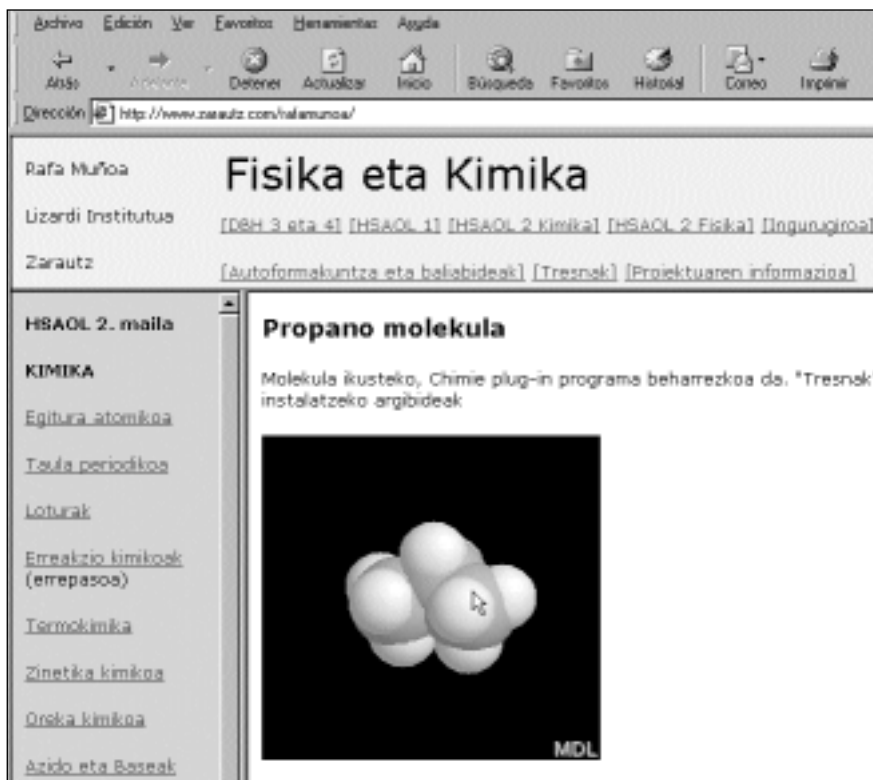 Archivo Edición Ver Favoritos Herramientas Ayuda
Atrás Adelante Detener Actualizar Inicio Búsqueda Favoritos Historial Correo Imprimir
Dirección http://www.zarautz.com/rafamunoa/
Rafa Muñoa
Lizardi Institutua
Zarautz
Fisika eta Kimika
[DBH 3 eta 4] [HSAOL 1] [HSAOL 2 Kimika] [HSAOL 2 Fisika] [Ingurugiroa]
[Autoformakuntza eta baliabideak] [Tresnak] [Proiektuaren informazioa]
HSAOL 2. maila
KIMIKA
Egitura atomikoa
Taula periodikoa
Loturak
Erreakzio kimikoak
(errepasoa)
Termokimika
Zinetika kimikoa
Oreka kimikoa
Azido eta Baseak
Propano molekula
Molekula ikusteko, Chimie plug-in programa beharrezkoa da. "Tresnak"
instalatzeko argibideak
MDL